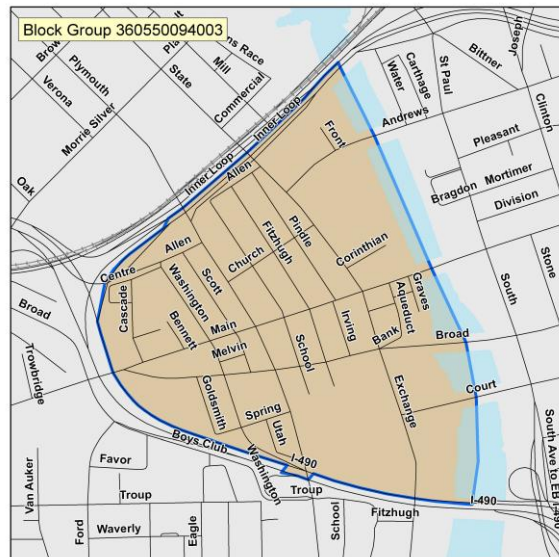 Block Group 360550094003
Brow
Plymouth
Verona
Morrie Silver
Oak
State
Mill
Commercial
ns Race
Inner Loop
Inner Loop
Allen
Front
Water
Carthage
St Paul
Bittner
Joseph
Clinton
Andrews
Pleasant
Mortimer
Bragdon
Division
Centre
Allen
Cascade
Washington
Scott
Church
Fitzhugh
Pindle
Corinthian
Bennett
Main
Melvin
School
Irving
Bank
Aqueduct
Graves
South
Stone
Broad
Broad
Trowbridge
Goldsmith
Spring
Utah
Exchange
Court
Boys Club
Washington
I-490
Troup
Fitzhugh
I-490
South Ave to EB I-490
Van Auker
Favor
Troup
Ford
Waverly
Eagle
School